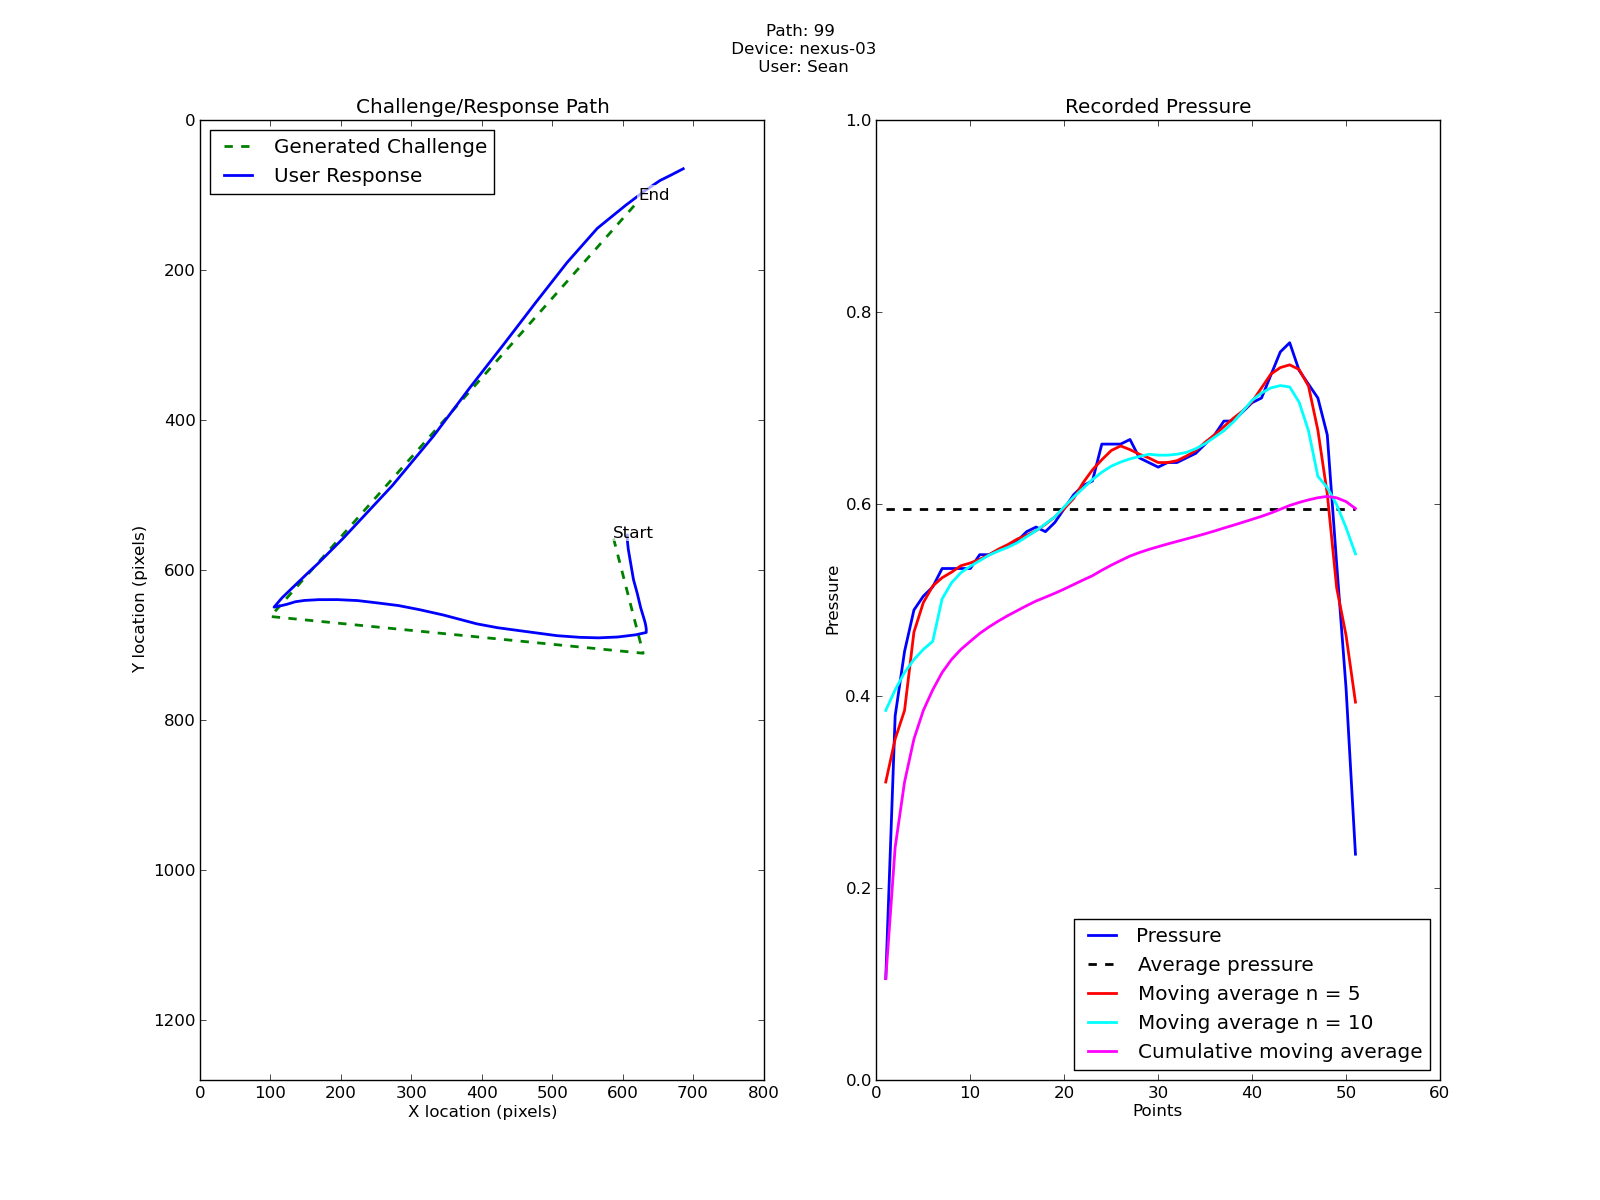 Path: 99
Device: nexus-03
User: Sean
Challenge/Response Path
Generated Challenge
User Response
End
Start
0
200
400
600
800
1000
1200
Y location (pixels)
0 100 200 300 400 500 600 700 800
X location (pixels)
Recorded Pressure
1.0
0.8
0.6
0.4
0.2
0.0
Pressure
Pressure
Average pressure
Moving average n = 5
Moving average n = 10
Cumulative moving average
0 10 20 30 40 50 60
Points